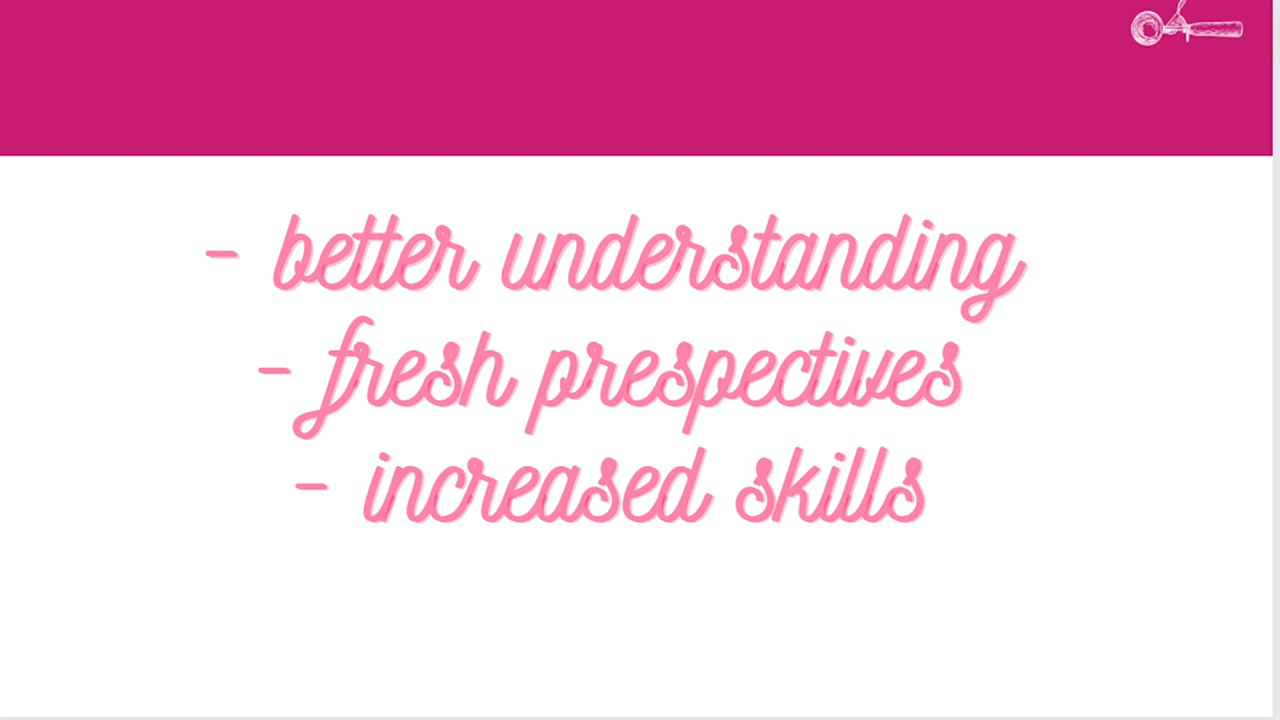 - better understanding
- fresh prespectives
- increased skills